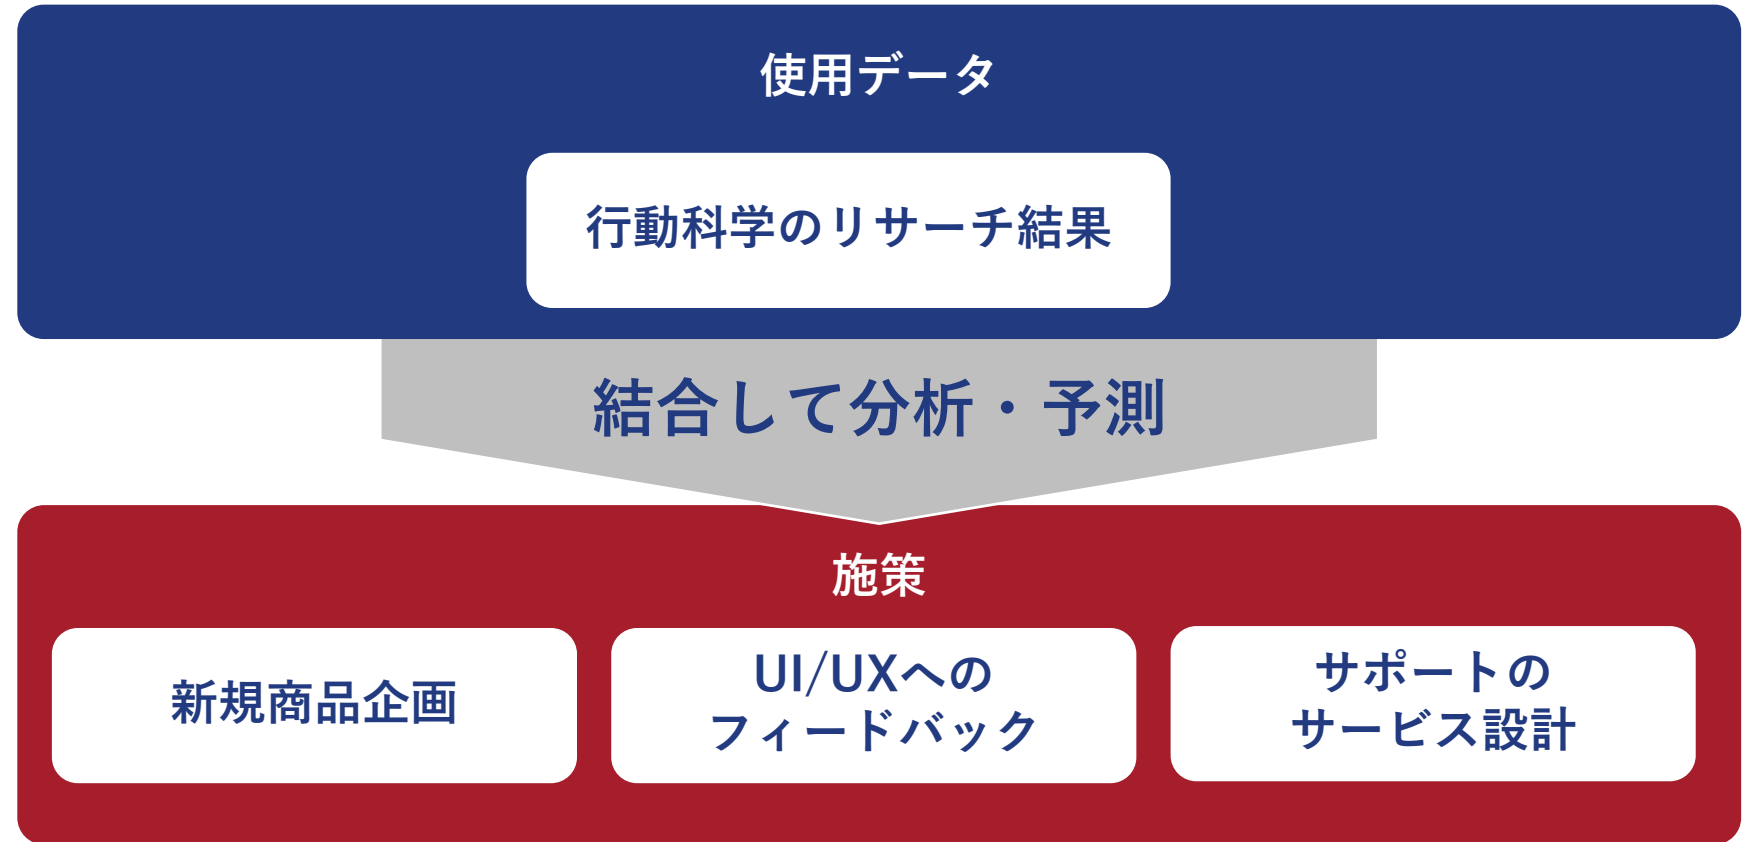 使用データ
行動科学のリサーチ結果
結合して分析・予測
施策
新規商品企画
UI/UXへの
フィードバック
サポートの
サービス設計